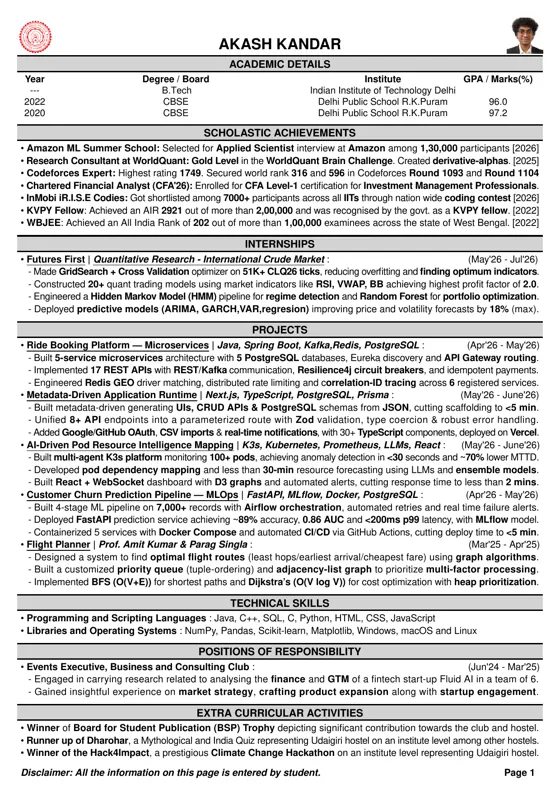 AKASH KANDAR
ACADEMIC DETAILS
Year Degree / Board Institute GPA / Marks(%)
--- B.Tech Indian Institute of Technology Delhi
2022 CBSE Delhi Public School R.K.Puram 96.0
2020 CBSE Delhi Public School R.K.Puram 97.2
SCHOLASTIC ACHIEVEMENTS
• Amazon ML Summer School: Selected for Applied Scientist interview at Amazon among 1,30,000 participants [2026]
• Research Consultant at WorldQuant: Gold Level in the WorldQuant Brain Challenge. Created derivative-alphas. [2025]
• Codeforces Expert: Highest rating 1749. Secured world rank 316 and 596 in Codeforces Round 1093 and Round 1104
• Chartered Financial Analyst (CFA'26): Enrolled for CFA Level-1 certification for Investment Management Professionals.
• InMobi iR.I.S.E Codies: Got shortlisted among 7000+ participants across all IITs through nation wide coding contest [2026]
• KVPY Fellow: Achieved an AIR 2921 out of more than 2,00,000 and was recognised by the govt. as a KVPY fellow. [2022]
• WBJEE: Achieved an All India Rank of 202 out of more than 1,00,000 examinees across the state of West Bengal. [2022]
INTERNSHIPS
• Futures First | Quantitative Research - International Crude Market : (May'26 - Jul'26)
- Made GridSearch + Cross Validation optimizer on 51K+ CLQ26 ticks, reducing overfitting and finding optimum indicators.
- Constructed 20+ quant trading models using market indicators like RSI, VWAP, BB achieving highest profit factor of 2.0.
- Engineered a Hidden Markov Model (HMM) pipeline for regime detection and Random Forest for portfolio optimization.
- Deployed predictive models (ARIMA, GARCH,VAR,regresion) improving price and volatility forecasts by 18% (max).
PROJECTS
• Ride Booking Platform — Microservices | Java, Spring Boot, Kafka,Redis, PostgreSQL : (Apr'26 - May'26)
- Built 5-service microservices architecture with 5 PostgreSQL databases, Eureka discovery and API Gateway routing.
- Implemented 17 REST APIs with REST/Kafka communication, Resilience4j circuit breakers, and idempotent payments.
- Engineered Redis GEO driver matching, distributed rate limiting and correlation-ID tracing across 6 registered services.
• Metadata-Driven Application Runtime | Next.js, TypeScript, PostgreSQL, Prisma : (May'26 - June'26)
- Built metadata-driven generating UIs, CRUD APIs & PostgreSQL schemas from JSON, cutting scaffolding to <5 min.
- Unified 8+ API endpoints into a parameterized route with Zod validation, type coercion & robust error handling.
- Added Google/GitHub OAuth, CSV imports & real-time notifications, with 30+ TypeScript components, deployed on Vercel.
• AI-Driven Pod Resource Intelligence Mapping | K3s, Kubernetes, Prometheus, LLMs, React : (May'26 - June'26)
- Built multi-agent K3s platform monitoring 100+ pods, achieving anomaly detection in <30 seconds and ~70% lower MTTD.
- Developed pod dependency mapping and less than 30-min resource forecasting using LLMs and ensemble models.
- Built React + WebSocket dashboard with D3 graphs and automated alerts, cutting response time to less than 2 mins.
• Customer Churn Prediction Pipeline — MLOps | FastAPI, MLflow, Docker, PostgreSQL : (Apr'26 - May'26)
- Built 4-stage ML pipeline on 7,000+ records with Airflow orchestration, automated retries and real time failure alerts.
- Deployed FastAPI prediction service achieving ~89% accuracy, 0.86 AUC and <200ms p99 latency, with MLflow model.
- Containerized 5 services with Docker Compose and automated CI/CD via GitHub Actions, cutting deploy time to <5 min.
• Flight Planner | Prof. Amit Kumar & Parag Singla : (Mar'25 - Apr'25)
- Designed a system to find optimal flight routes (least hops/earliest arrival/cheapest fare) using graph algorithms.
- Built a customized priority queue (tuple-ordering) and adjacency-list graph to prioritize multi-factor processing.
- Implemented BFS (O(V+E)) for shortest paths and Dijkstra's (O(V log V)) for cost optimization with heap prioritization.
TECHNICAL SKILLS
• Programming and Scripting Languages : Java, C++, SQL, C, Python, HTML, CSS, JavaScript
• Libraries and Operating Systems : NumPy, Pandas, Scikit-learn, Matplotlib, Windows, macOS and Linux
POSITIONS OF RESPONSIBILITY
• Events Executive, Business and Consulting Club : (Jun'24 - Mar'25)
- Engaged in carrying research related to analysing the finance and GTM of a fintech start-up Fluid AI in a team of 6.
- Gained insightful experience on market strategy, crafting product expansion along with startup engagement.
EXTRA CURRICULAR ACTIVITIES
• Winner of Board for Student Publication (BSP) Trophy depicting significant contribution towards the club and hostel.
• Runner up of Dharohar, a Mythological and India Quiz representing Udaigiri hostel on an institute level among other hostels.
• Winner of the Hack4Impact, a prestigious Climate Change Hackathon on an institute level representing Udaigiri hostel.
Disclaimer: All the information on this page is entered by student. Page 1